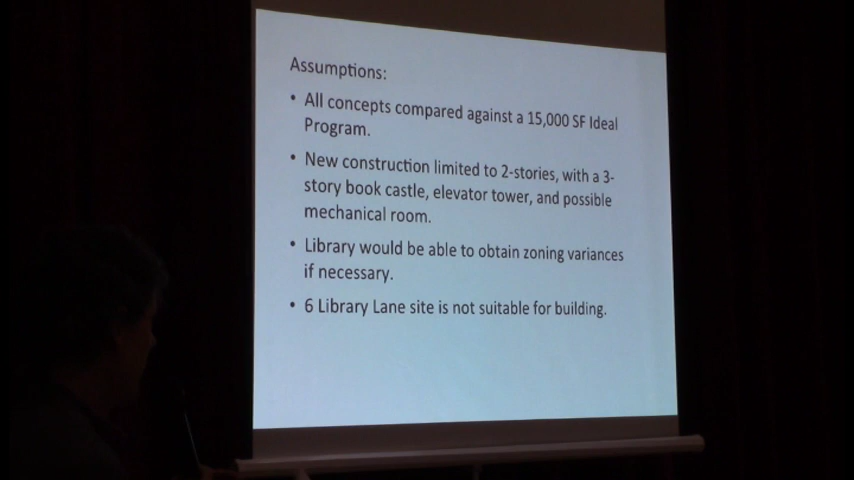 Assumptions:
• All concepts compared against a 15,000 SF Ideal
Program.
• New construction limited to 2-stories, with a 3-
story book castle, elevator tower, and possible
mechanical room.
• Library would be able to obtain zoning variances
if necessary.
• 6 Library Lane site is not suitable for building.